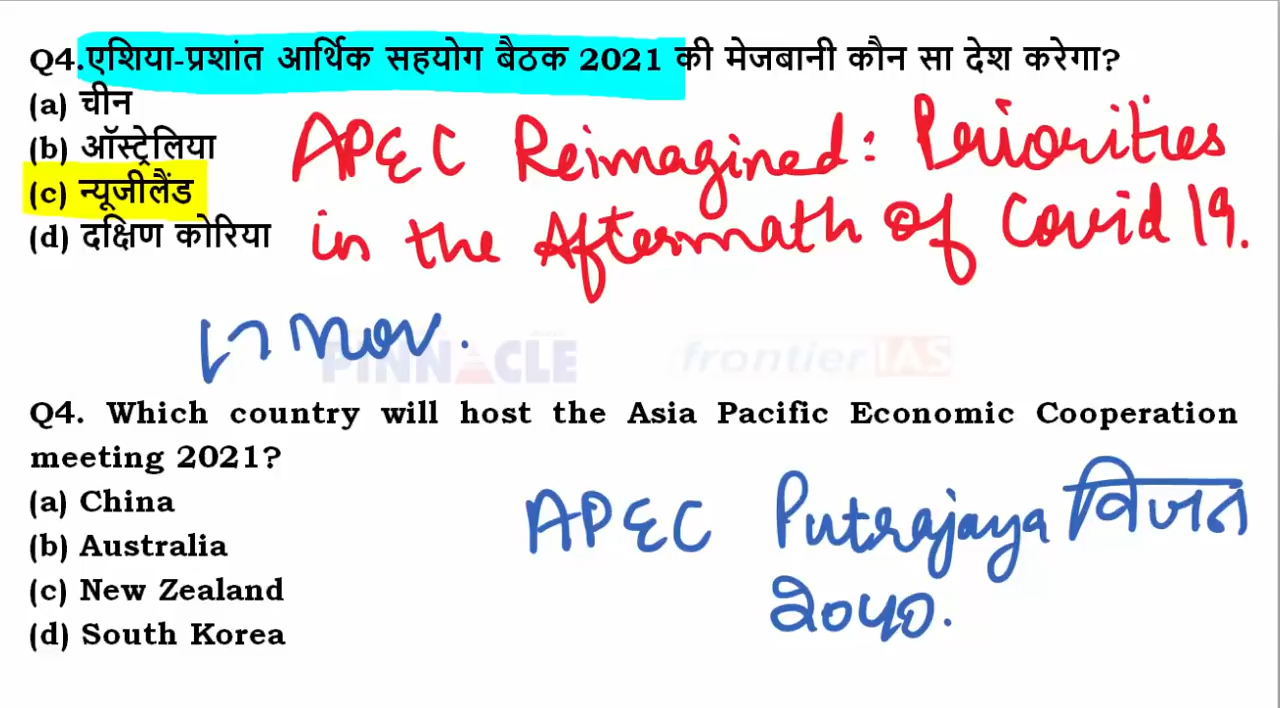 Q4.एशिया-प्रशांत आर्थिक सहयोग बैठक 2021 की मेजबानी कौन सा देश करेगा?
(a) चीन
(b) ऑस्ट्रेलिया
(c) न्यूजीलैंड
(d) दक्षिण कोरिया
APEC Reimagined: Priorities
in the Aftermath of Covid 19.
17 Nov.
PINNACLE frontier IAS
Q4. Which country will host the Asia Pacific Economic Cooperation
meeting 2021?
(a) China
(b) Australia
(c) New Zealand
(d) South Korea
APEC Putrajaya विजन
2040.